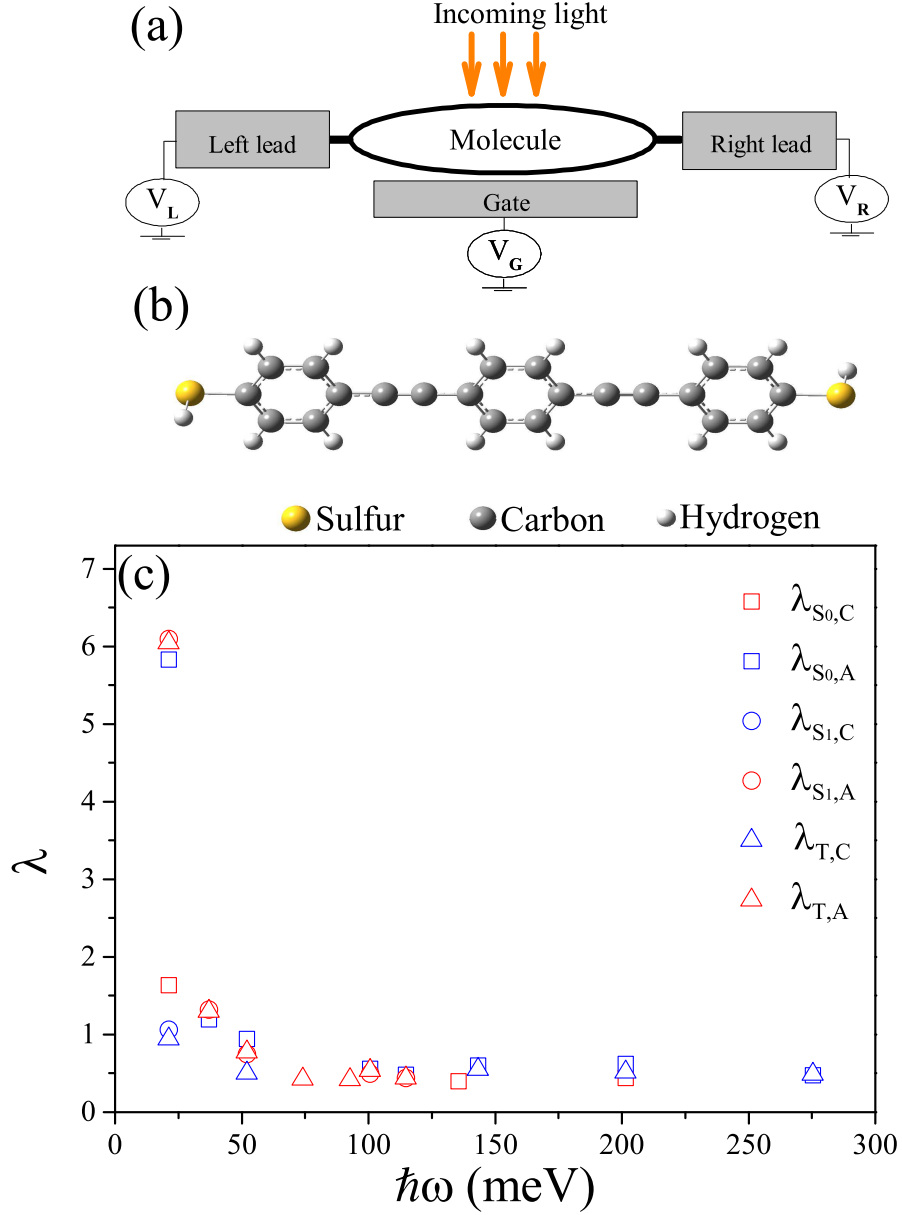 (a)
Incoming light
Left lead
Molecule
Right lead
V_L
Gate
V_R
V_G
(b)
Sulfur
Carbon
Hydrogen
(c)
7
6
5
4
3
2
1
0
λ
λ_S0,C
λ_S0,A
λ_S1,C
λ_S1,A
λ_T,C
λ_T,A
0
50
100
150
200
250
300
ℏω (meV)